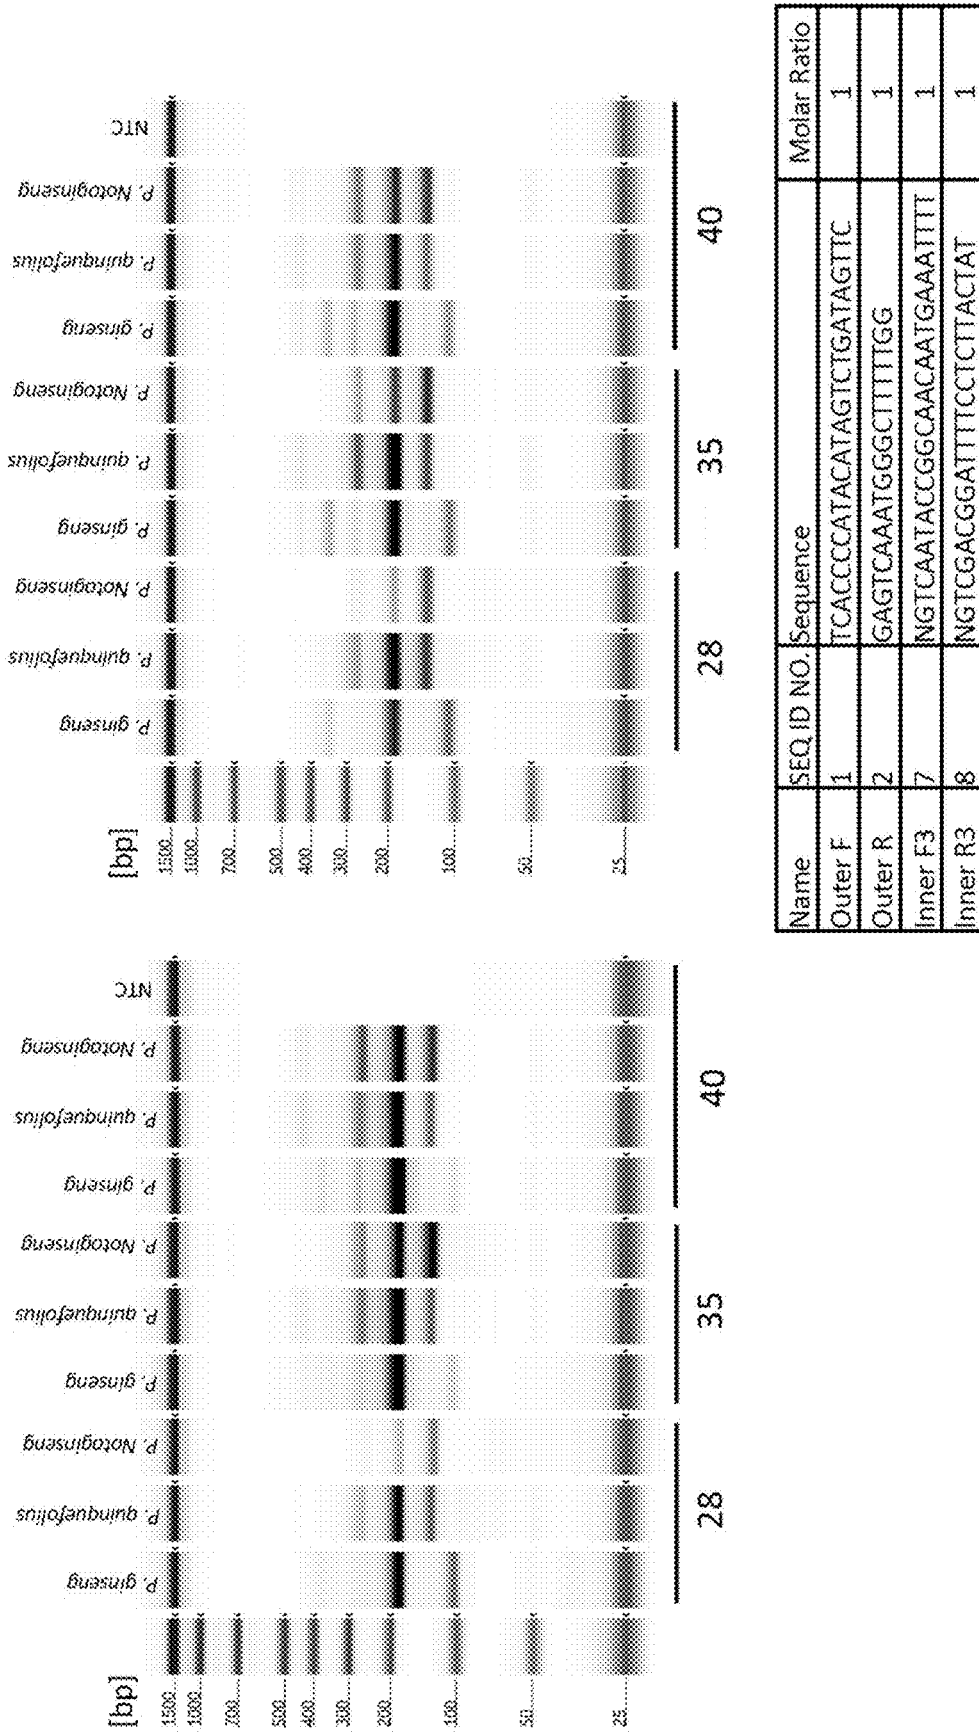 [bp]
1500
1000
700
500
400
300
200
100
50
25
P. ginseng
P. quinquefolius
P. Notoginseng
P. ginseng
P. quinquefolius
P. Notoginseng
P. ginseng
P. quinquefolius
P. Notoginseng
NTC
28 35 40
[bp]
1500
1000
700
500
400
300
200
100
50
25
P. ginseng
P. quinquefolius
P. Notoginseng
P. ginseng
P. quinquefolius
P. Notoginseng
P. ginseng
P. quinquefolius
P. Notoginseng
NTC
28 35 40
Name SEQ ID NO. Sequence Molar Ratio
Outer F 1 TCACCCCATACATAGTCTGATAGTTC 1
Outer R 2 GAGTCAAATGGGCTTTTTTGG 1
Inner F3 7 NGTCAATACCGGCAACAATGAAATTTTT 1
Inner R3 8 NGTCGACGGATTTTCCTCTTACTAT 1